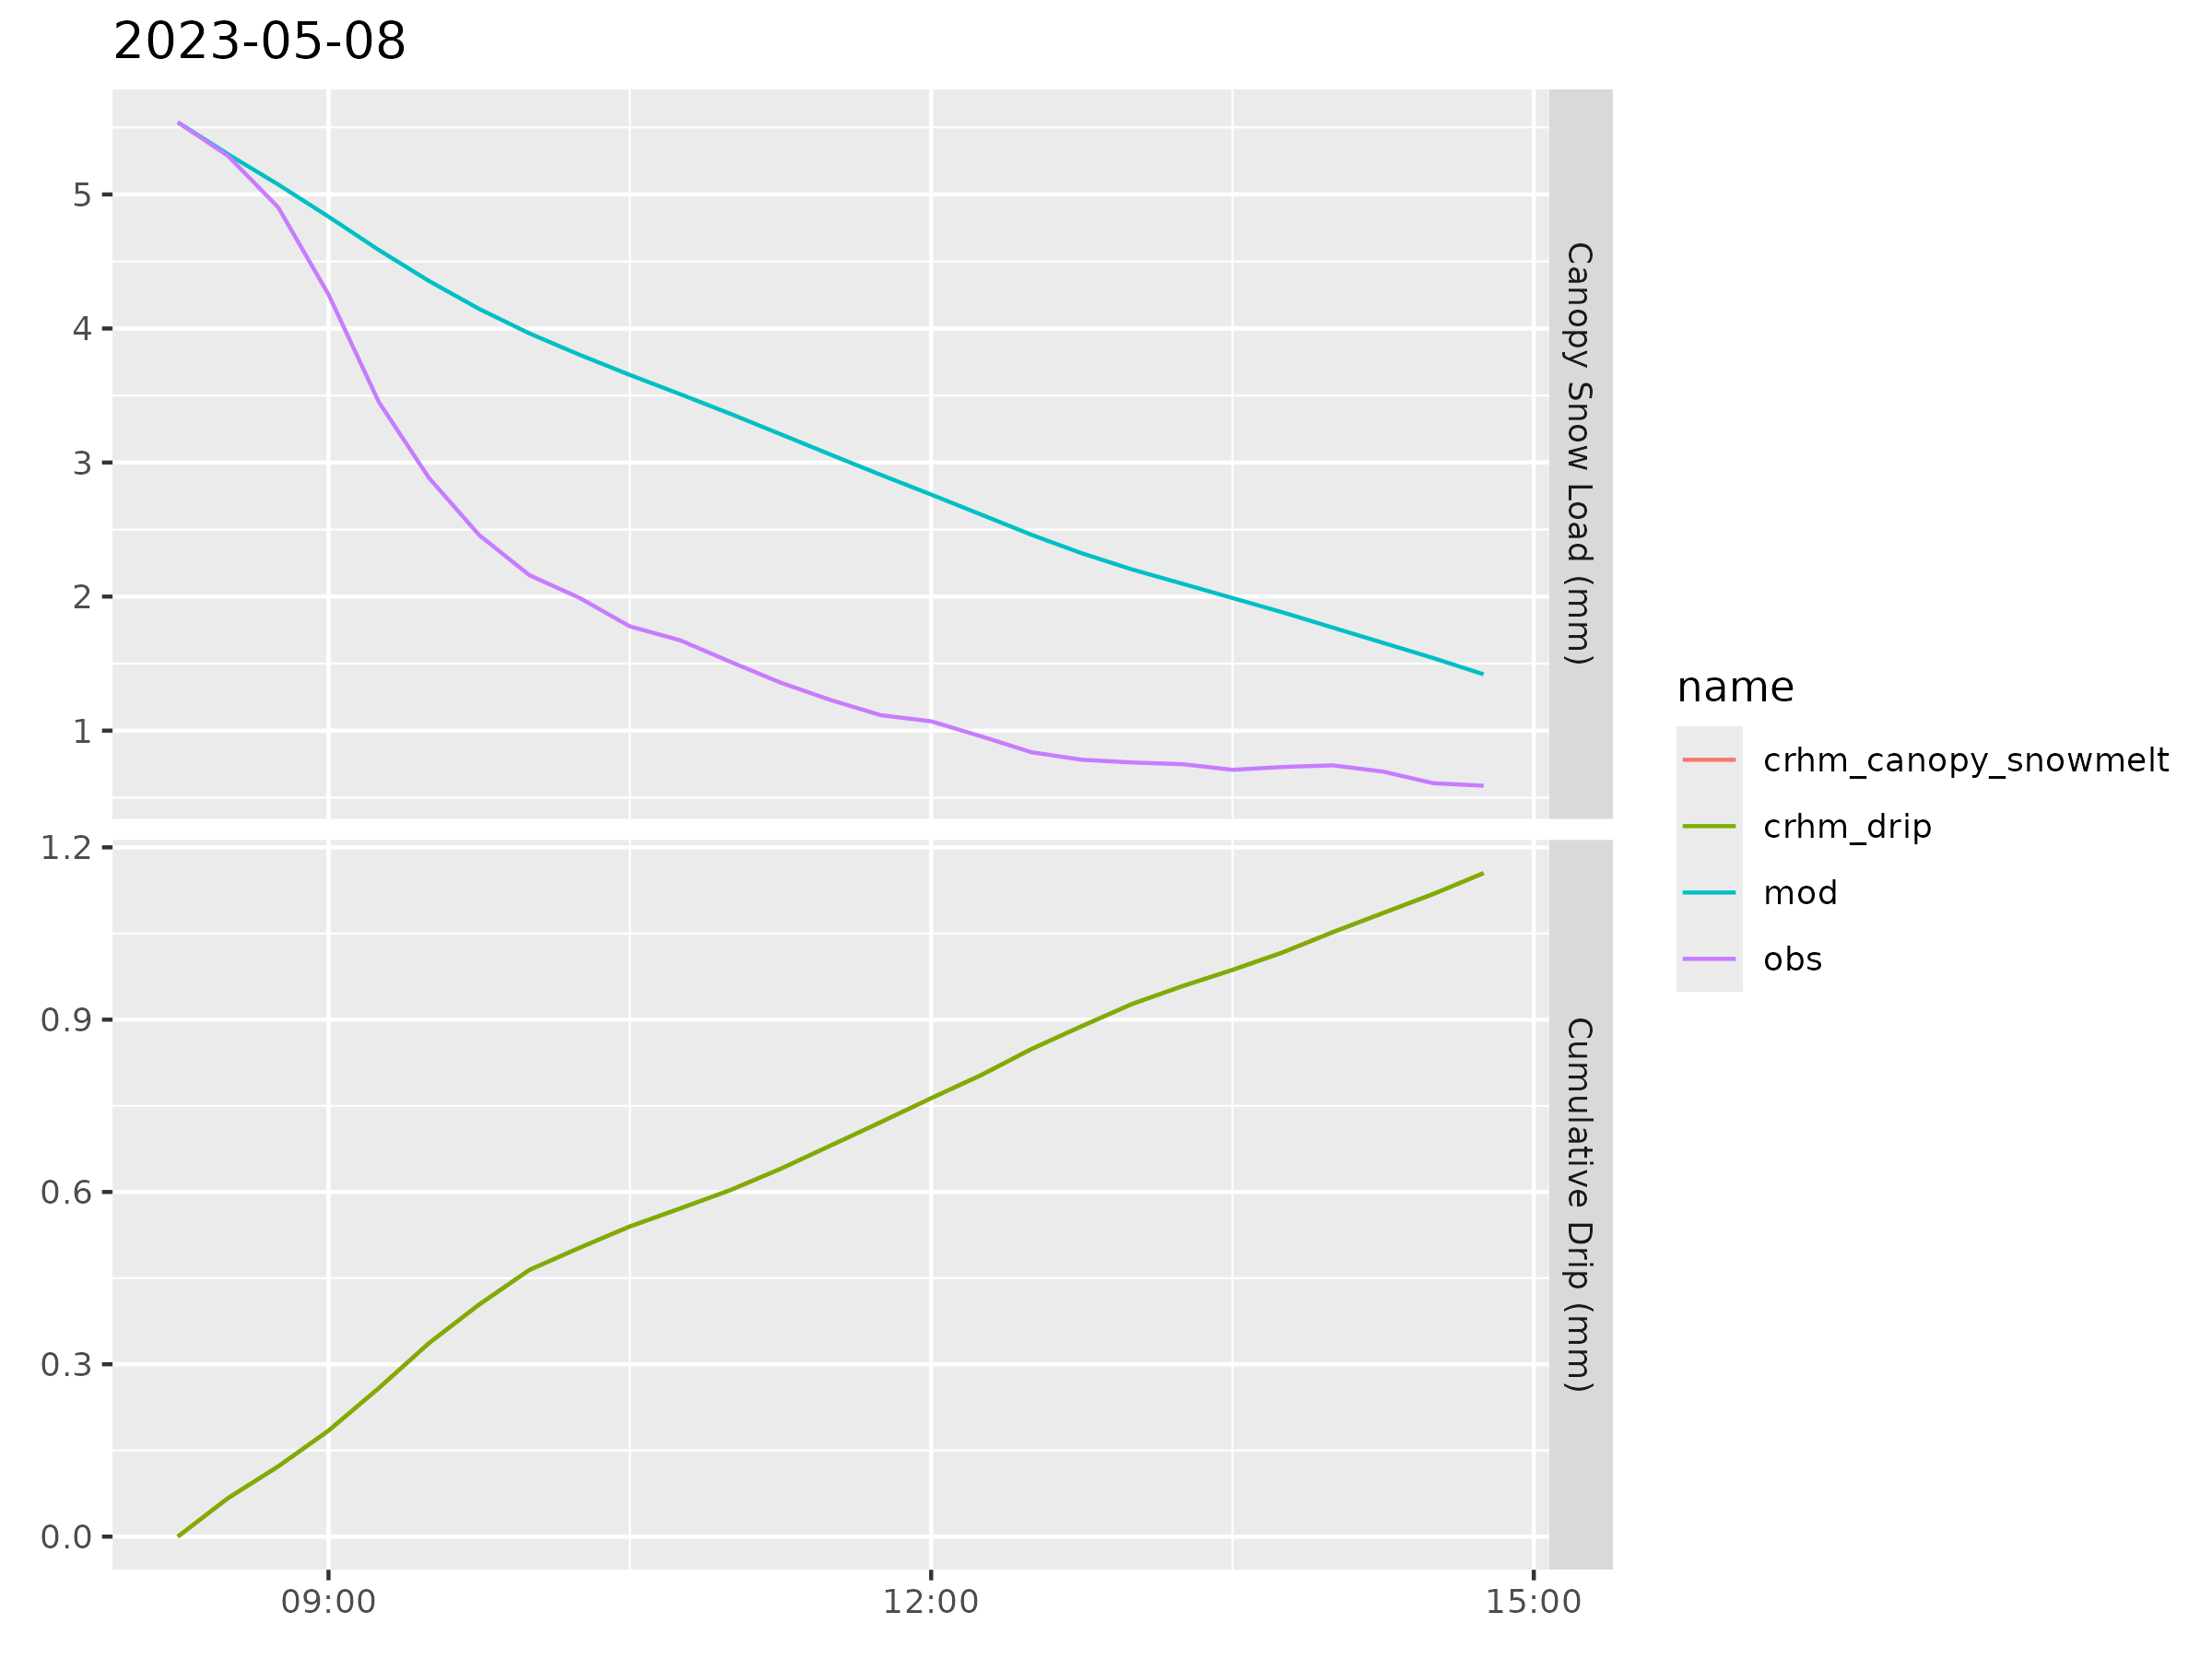 2023-05-08
5
4
3
2
1
Canopy Snow Load (mm)
1.2
0.9
0.6
0.3
0.0
Cumulative Drip (mm)
09:00
12:00
15:00
name
crhm_canopy_snowmelt
crhm_drip
mod
obs